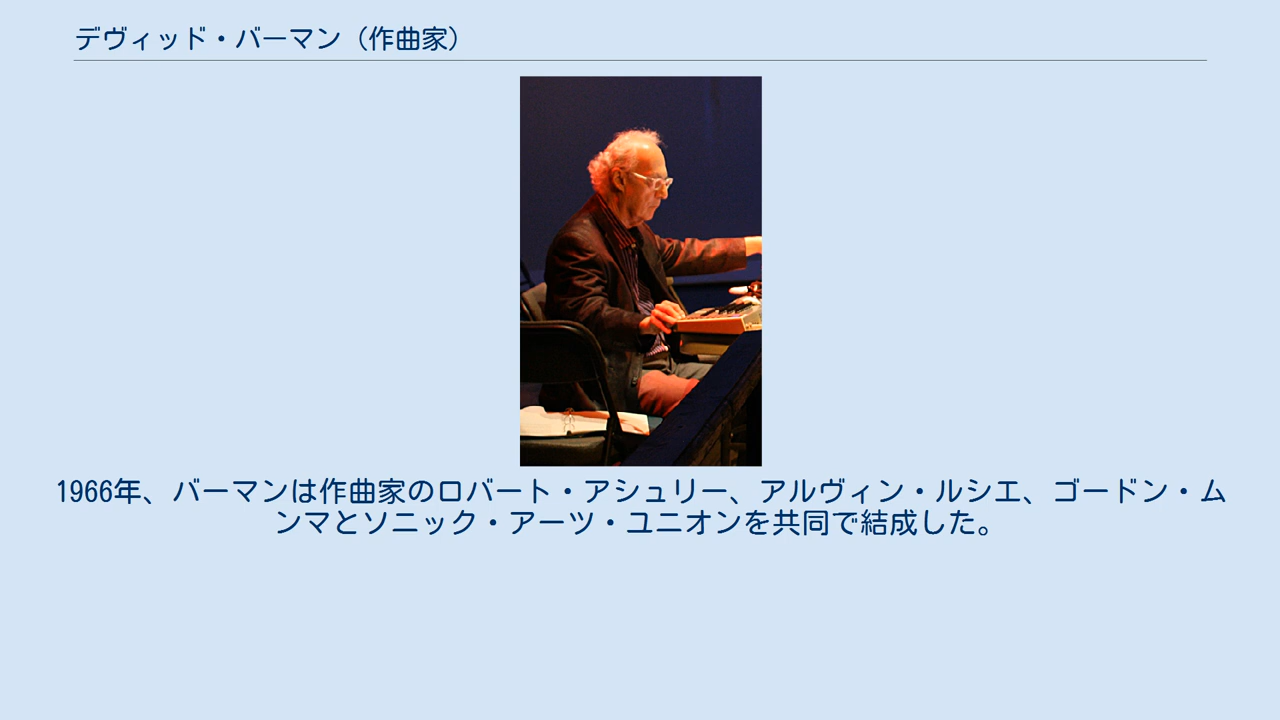 デヴィッド・バーマン（作曲家）
1966年、バーマンは作曲家のロバート・アシュリー、アルヴィン・ルシエ、ゴードン・ム
ンマとソニック・アーツ・ユニオンを共同で結成した。